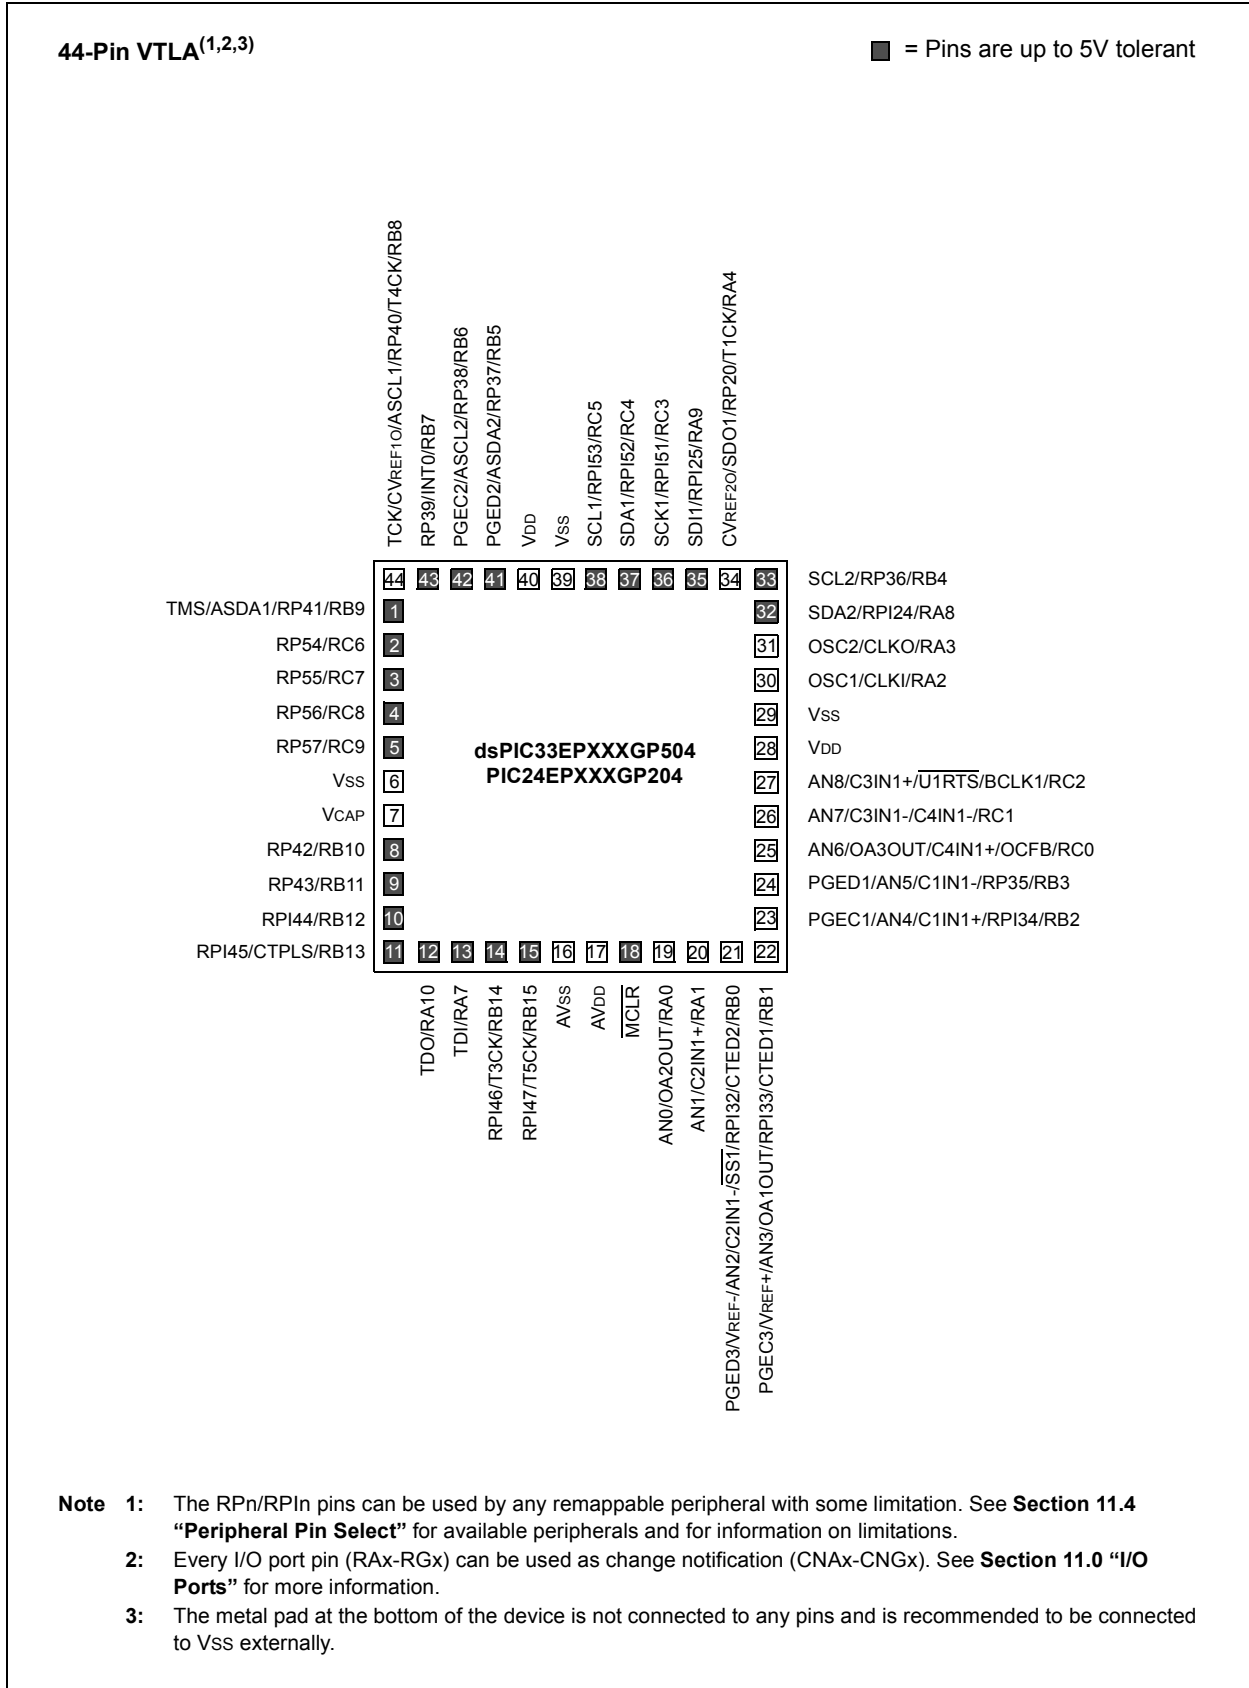 44-Pin VTLA(1,2,3)
= Pins are up to 5V tolerant
TCK/CVREF1O/ASCL1/RP40/T4CK/RB8
RP39/INT0/RB7
PGEC2/ASCL2/RP38/RB6
PGED2/ASDA2/RP37/RB5
VDD
VSS
SCL1/RPI53/RC5
SDA1/RPI52/RC4
SCK1/RPI51/RC3
SDI1/RPI25/RA9
CVREF2O/SDO1/RP20/T1CK/RA4
44 43 42 41 40 39 38 37 36 35 34 33 SCL2/RP36/RB4
TMS/ASDA1/RP41/RB9 1 32 SDA2/RPI24/RA8
RP54/RC6 2 31 OSC2/CLKO/RA3
RP55/RC7 3 30 OSC1/CLKI/RA2
RP56/RC8 4 29 VSS
RP57/RC9 5 dsPIC33EPXXXGP504 28 VDD
VSS 6 PIC24EPXXXGP204 27 AN8/C3IN1+/U1RTS/BCLK1/RC2
VCAP 7 26 AN7/C3IN1-/C4IN1-/RC1
RP42/RB10 8 25 AN6/OA3OUT/C4IN1+/OCFB/RC0
RP43/RB11 9 24 PGED1/AN5/C1IN1-/RP35/RB3
RPI44/RB12 10 23 PGEC1/AN4/C1IN1+/RPI34/RB2
RPI45/CTPLS/RB13 11 12 13 14 15 16 17 18 19 20 21 22
TDO/RA10
TDI/RA7
RPI46/T3CK/RB14
RPI47/T5CK/RB15
AVSS
AVDD
MCLR
AN0/OA2OUT/RA0
AN1/C2IN1+/RA1
PGED3/VREF-/AN2/C2IN1-/SS1/RPI32/CTED2/RB0
PGEC3/VREF+/AN3/OA1OUT/RPI33/CTED1/RB1
Note 1: The RPn/RPIn pins can be used by any remappable peripheral with some limitation. See Section 11.4
“Peripheral Pin Select” for available peripherals and for information on limitations.
2: Every I/O port pin (RAx-RGx) can be used as change notification (CNAx-CNGx). See Section 11.0 “I/O
Ports” for more information.
3: The metal pad at the bottom of the device is not connected to any pins and is recommended to be connected
to VSS externally.